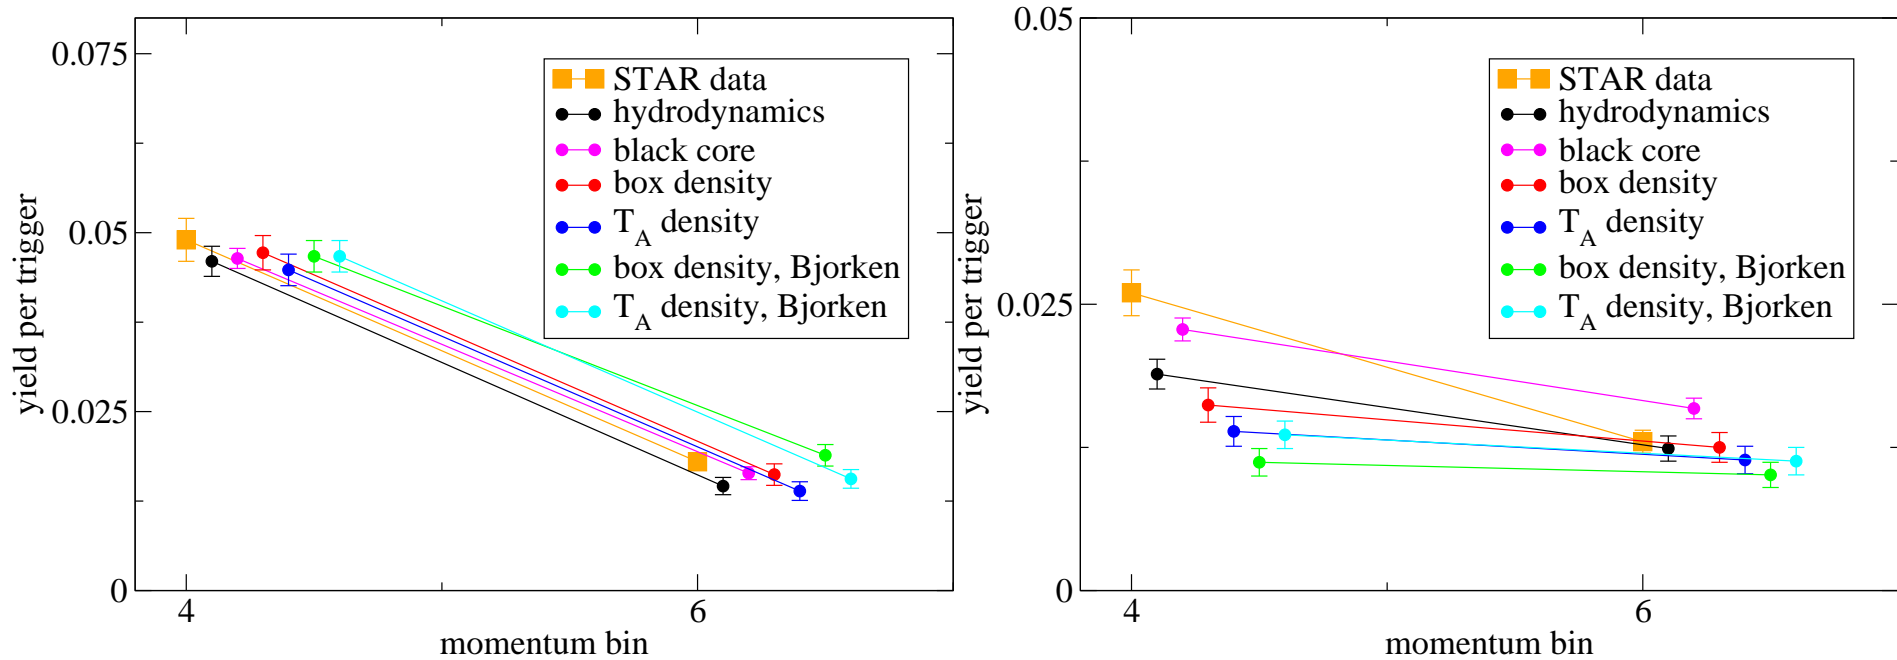 0.075
0.05
0.025
0
yield per trigger
4
6
momentum bin
STAR data
hydrodynamics
black core
box density
T_A density
box density, Bjorken
T_A density, Bjorken
0.05
0.025
0
yield per trigger
4
6
momentum bin
STAR data
hydrodynamics
black core
box density
T_A density
box density, Bjorken
T_A density, Bjorken